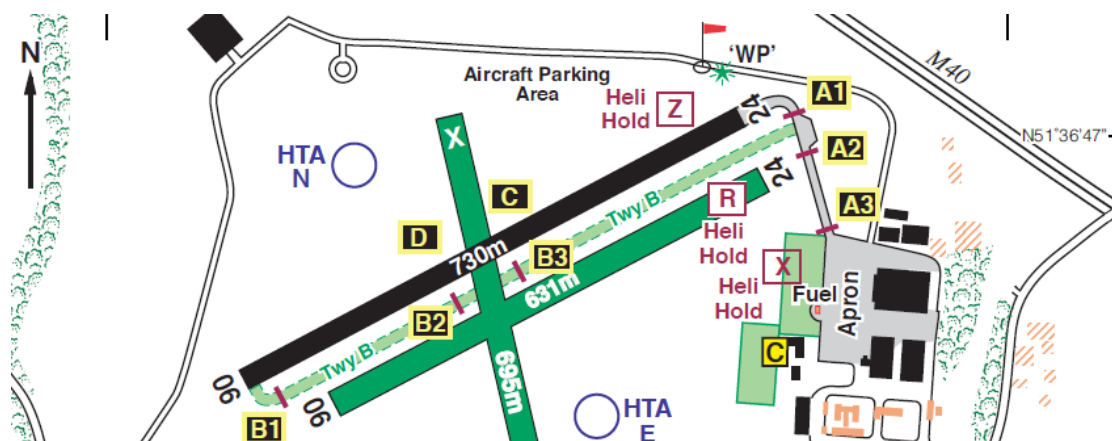 N
'WP'
M40
Aircraft Parking
Area
Heli
Hold
Z
24
A1
N51°36'47"
X
A2
HTA
N
24
C
R
Twy B
A3
D
Heli
Hold
730m
B3
X
Heli
Hold
631m
Fuel
Apron
B2
Twy B
C
695m
06
06
B1
HTA
E